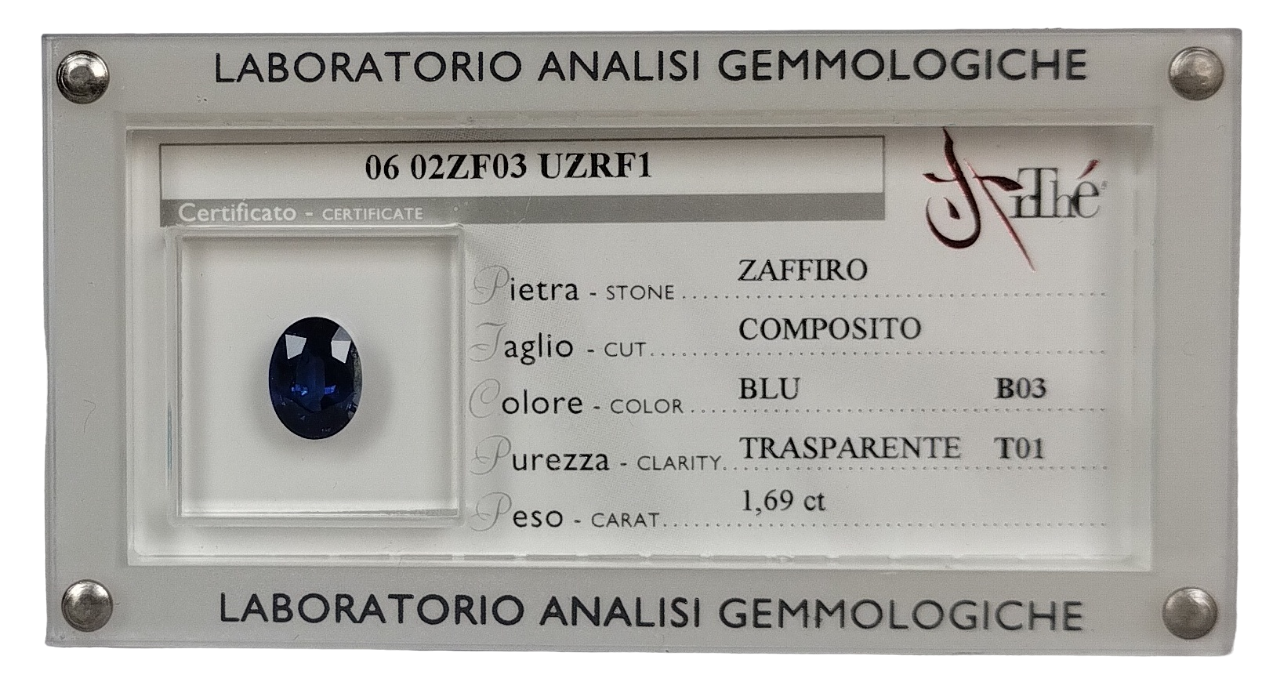 LABORATORIO ANALISI GEMMOLOGICHE
06 02ZF03 UZRF1
Certificato - CERTIFICATE
Pietra - STONE ZAFFIRO
Taglio - CUT COMPOSITO
Colore - COLOR BLU B03
Purezza - CLARITY TRASPARENTE T01
Peso - CARAT 1,69 ct
LABORATORIO ANALISI GEMMOLOGICHE